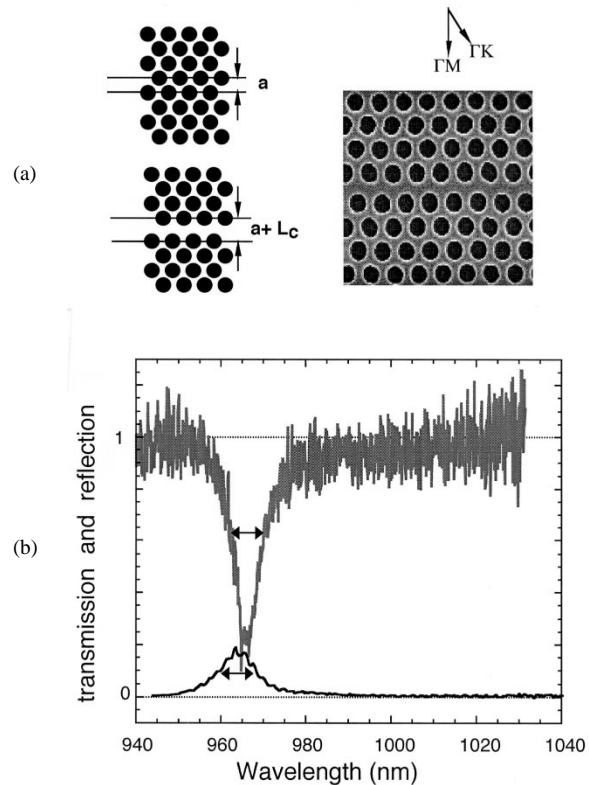 (a)
a
a + Lc
ΓK
ΓM
(b)
transmission and reflection
1
0
940
960
980
1000
1020
1040
Wavelength (nm)